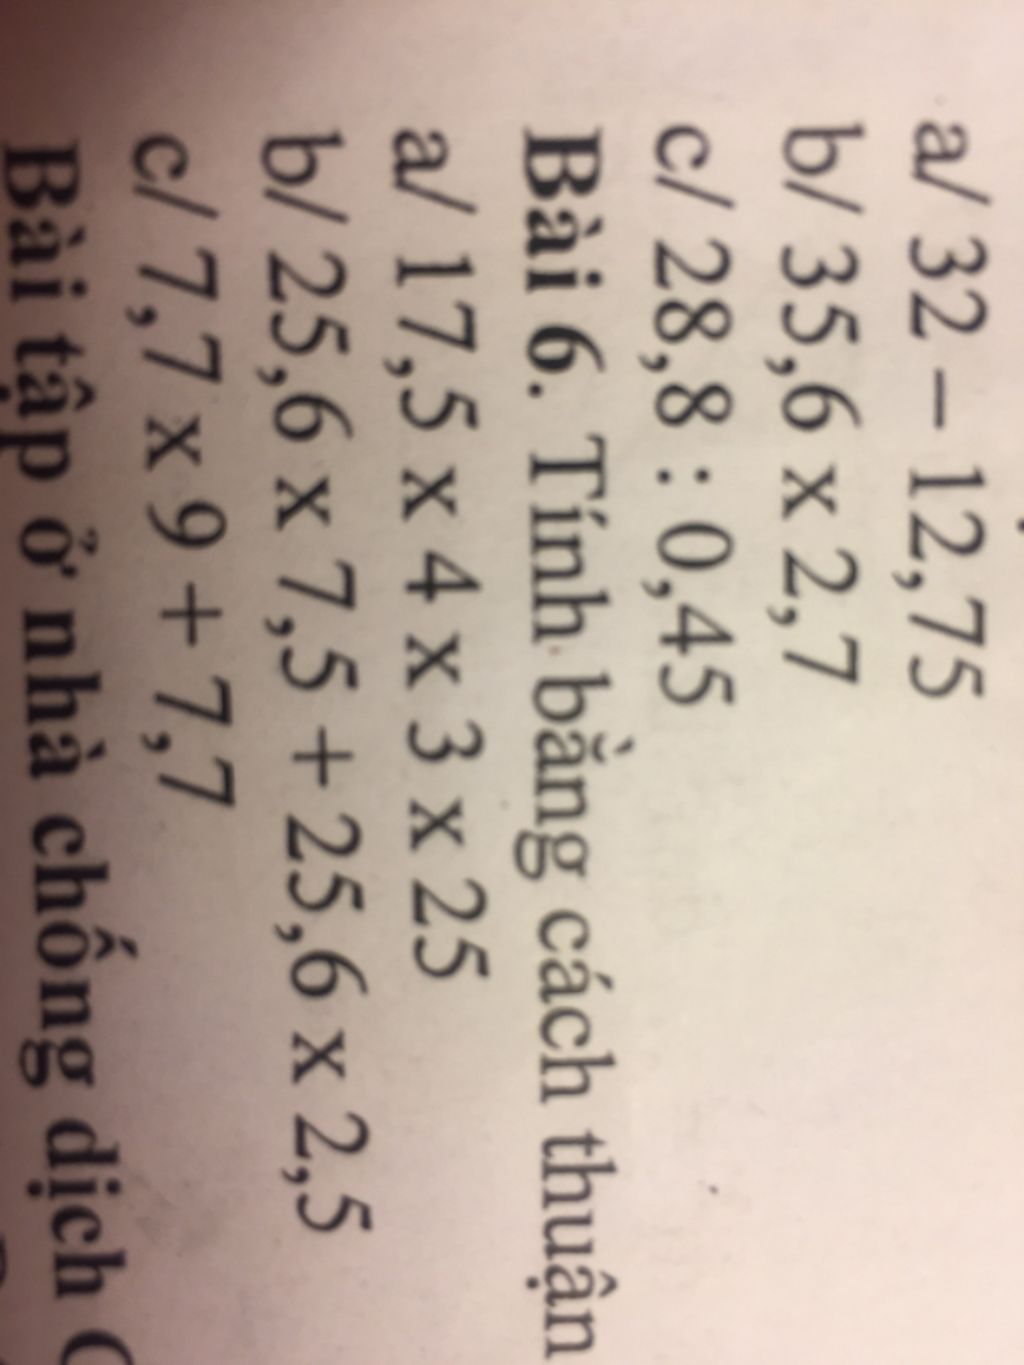 a/ 32 – 12,75
b/ 35,6 x 2,7
c/ 28,8 : 0,45
Bài 6. Tính bằng cách thuận
a/ 17,5 x 4 x 3 x 25
b/ 25,6 x 7,5 + 25,6 x 2,5
c/ 7,7 x 9 + 7,7
Bài tập ở nhà chống dịch C